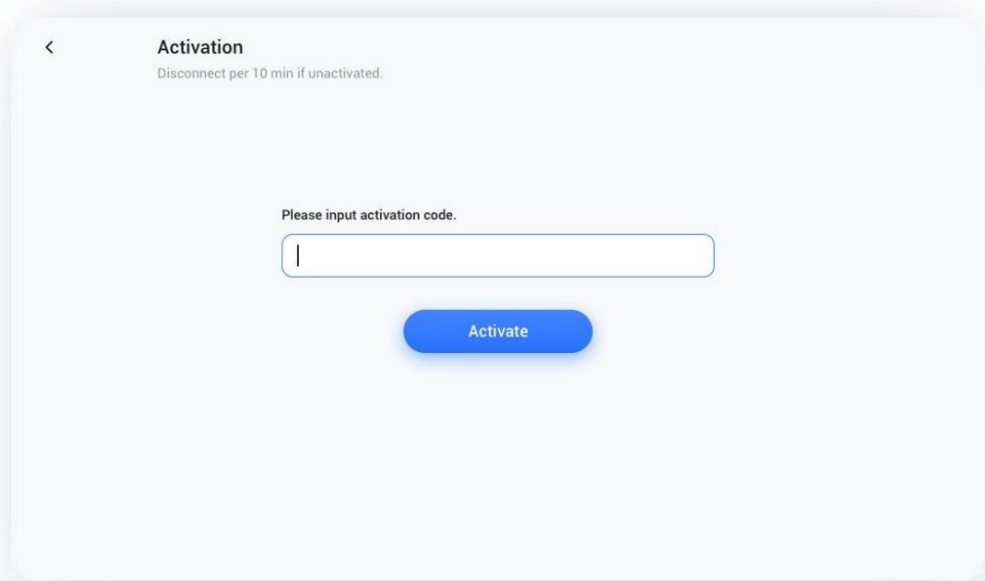 Activation
Disconnect per 10 min if unactivated.
Please input activation code.
Activate